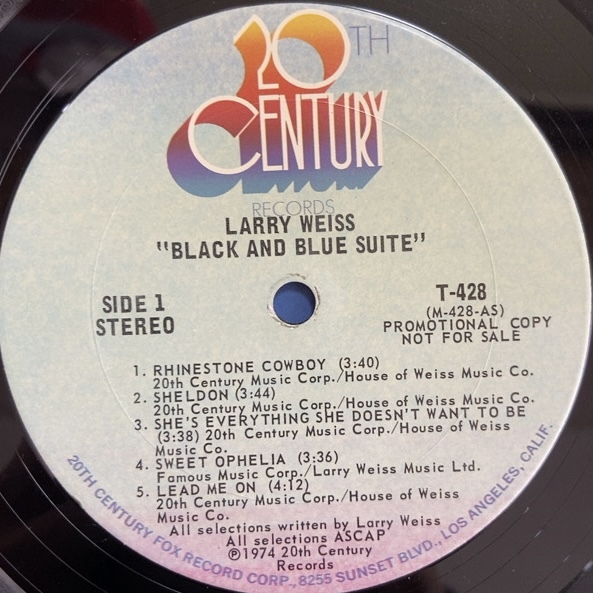 20TH
CENTURY
RECORDS
LARRY WEISS
"BLACK AND BLUE SUITE"
SIDE 1
STEREO
T-428
(M-428-AS)
PROMOTIONAL COPY
NOT FOR SALE
1. RHINESTONE COWBOY (3:40)
20th Century Music Corp./House of Weiss Music Co.
2. SHELDON (3:44)
20th Century Music Corp./House of Weiss Music Co.
3. SHE'S EVERYTHING SHE DOESN'T WANT TO BE
(3:38) 20th Century Music Corp./House of Weiss
Music Co.
4. SWEET OPHELIA (3:36)
Famous Music Corp./Larry Weiss Music Ltd.
5. LEAD ME ON (4:12)
20th Century Music Corp./House of Weiss
Music Co.
All selections written by Larry Weiss
All selections ASCAP
℗1974 20th Century
Records
20TH CENTURY FOX RECORD CORP., 8255 SUNSET BLVD., LOS ANGELES, CALIF.